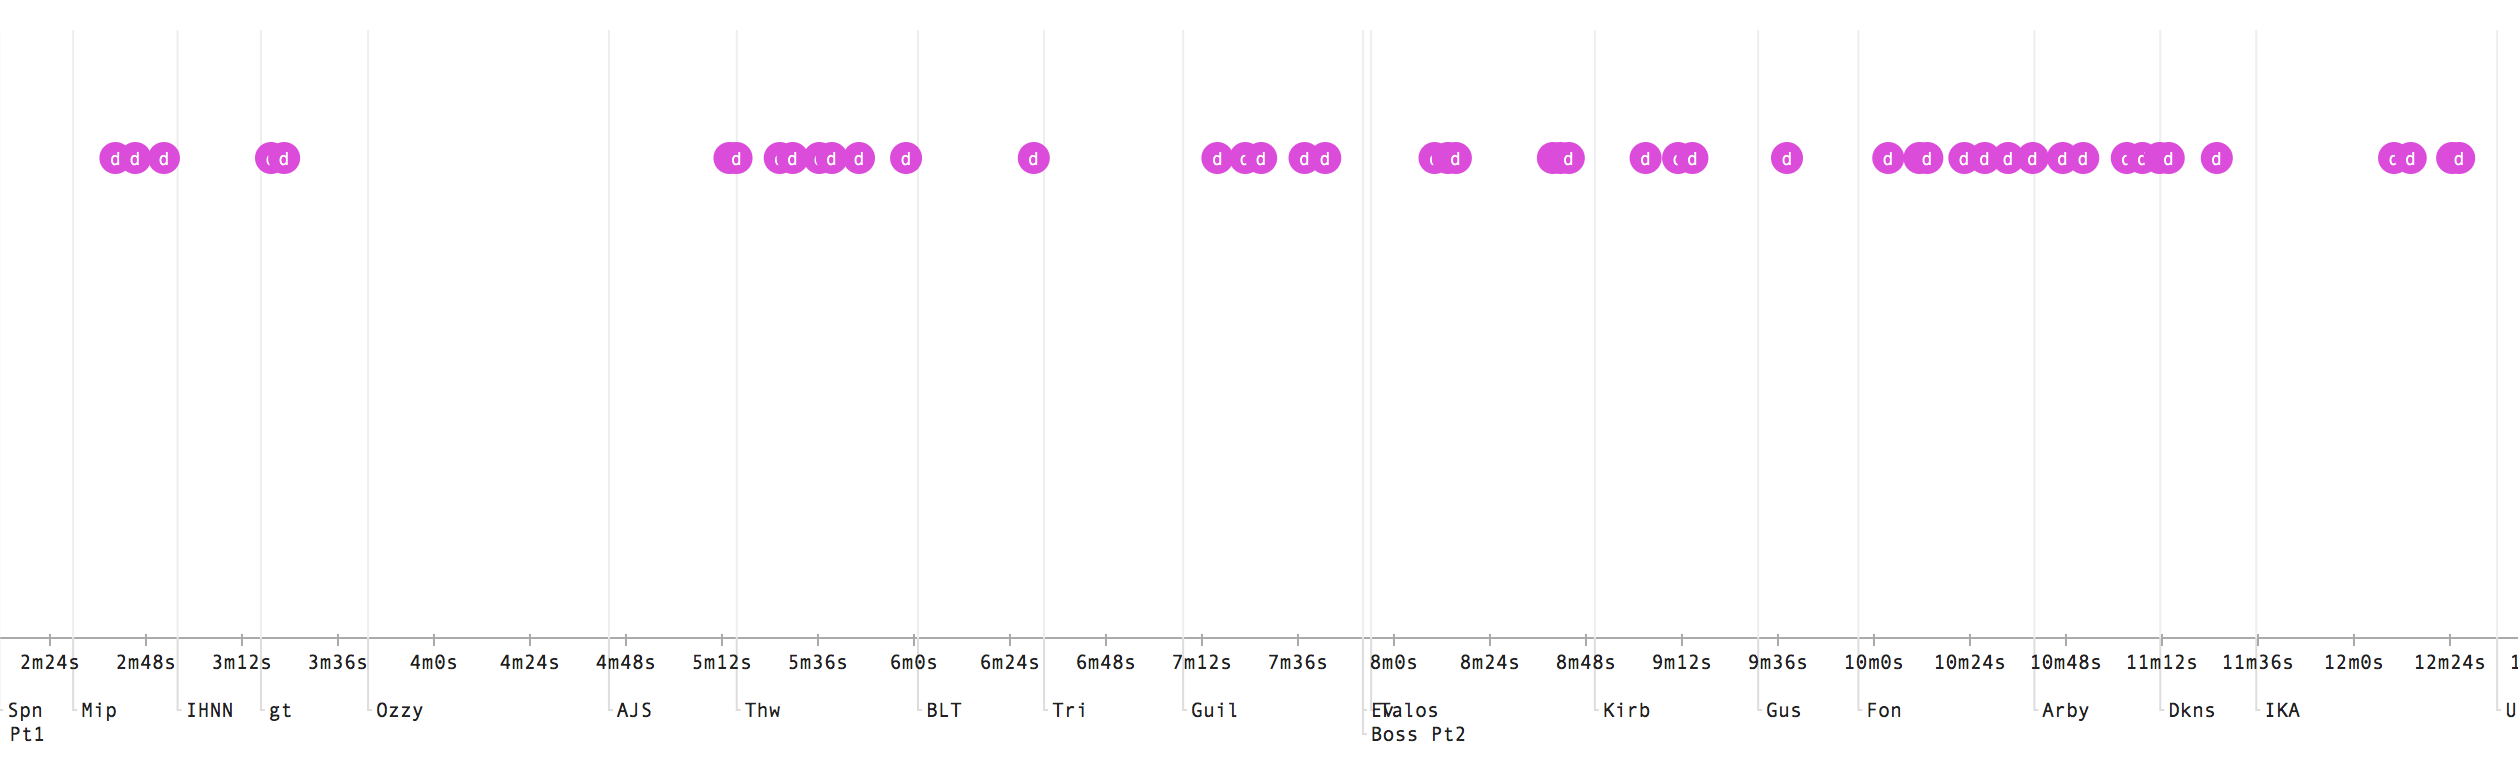 d d d d d d d d d d d d d d d d d d d d d d d d d d d d d d d d d d d d d d
2m24s 2m48s 3m12s 3m36s 4m0s 4m24s 4m48s 5m12s 5m36s 6m0s 6m24s 6m48s 7m12s 7m36s 8m0s 8m24s 8m48s 9m12s 9m36s 10m0s 10m24s 10m48s 11m12s 11m36s 12m0s 12m24s
Spn Mip IHNN gt Ozzy AJS Thw BLT Tri Guil Kirb Gus Fon Arby Dkns IKA
Pt1 Boss Pt2